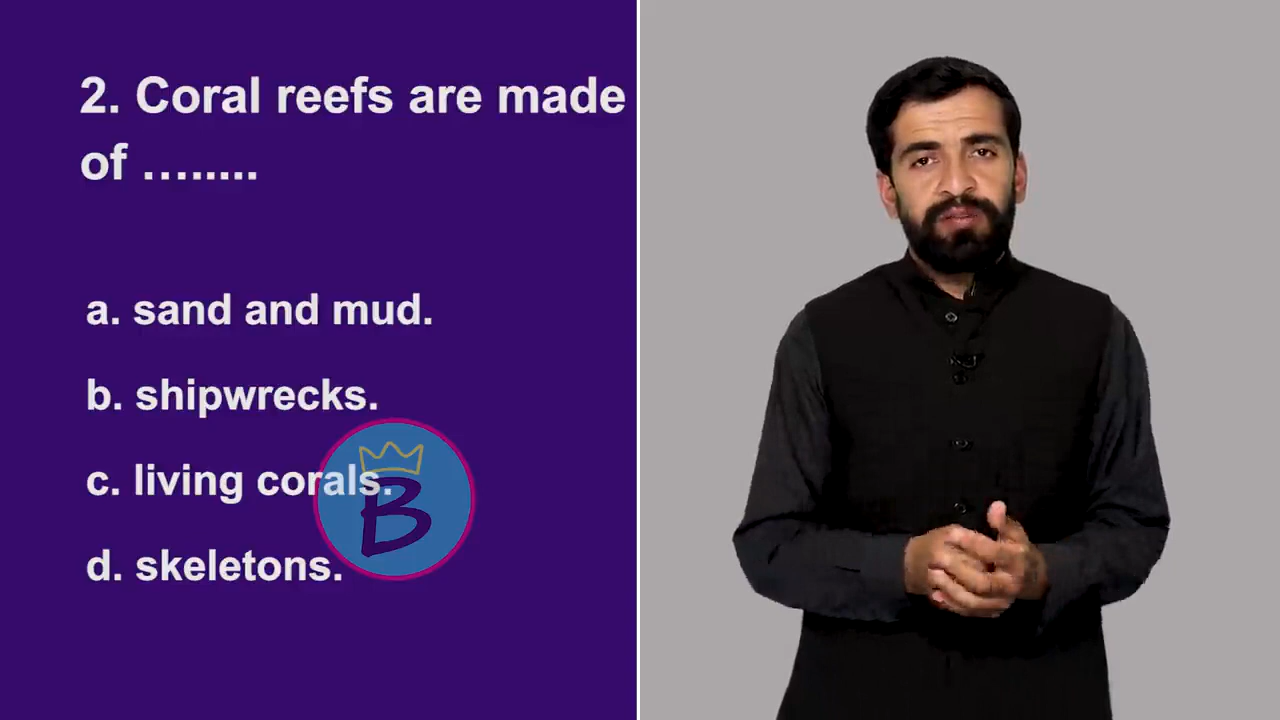 2. Coral reefs are made
of ….....
a. sand and mud.
b. shipwrecks.
c. living corals.
d. skeletons.
B